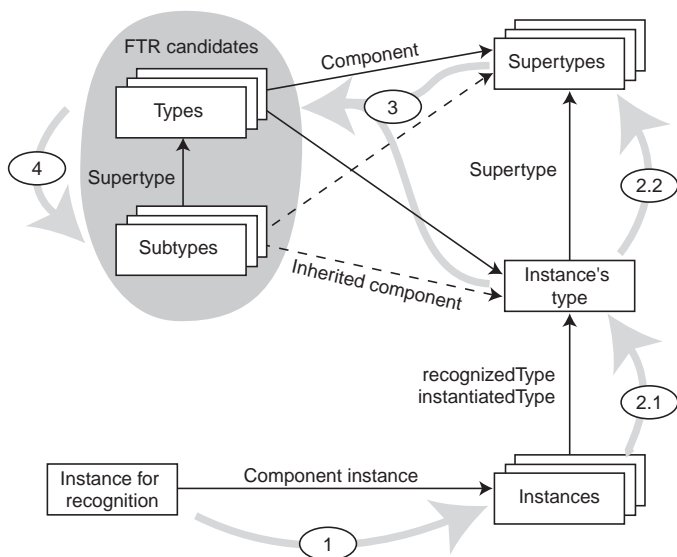 FTR candidates
Component
Supertypes
Types
3
4
Supertype
Supertype
2.2
Subtypes
Inherited component
Instance's
type
recognizedType
instantiatedType
2.1
Instance for
recognition
Component instance
Instances
1